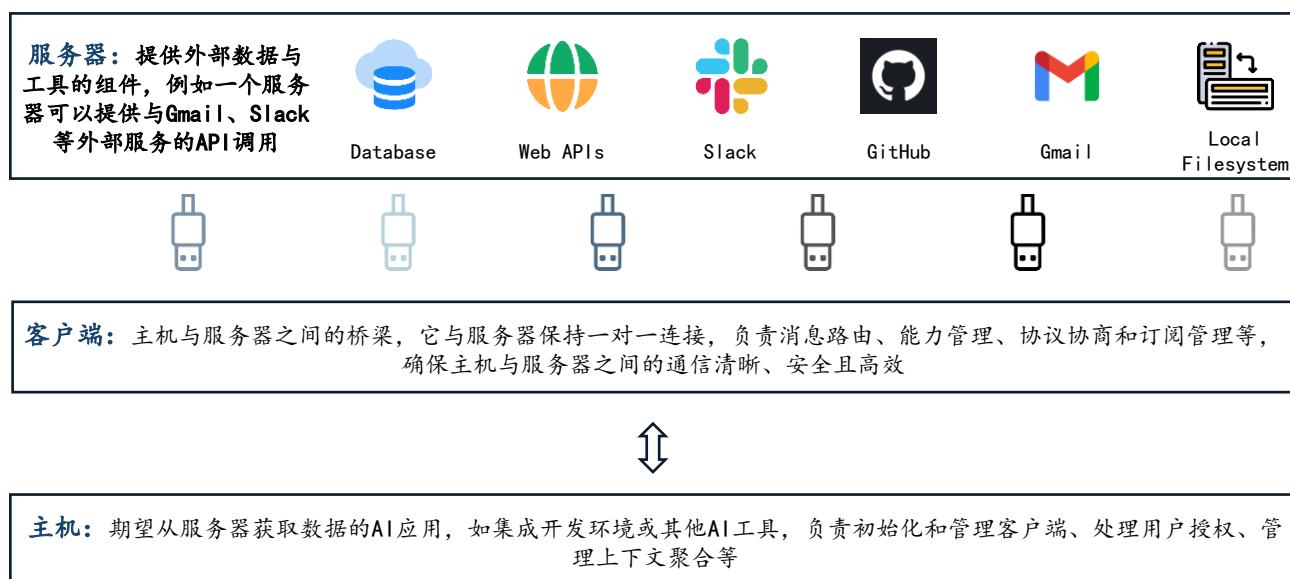 服务器：提供外部数据与
工具的组件，例如一个服务
器可以提供与Gmail、Slack
等外部服务的API调用
Database
Web APIs
Slack
GitHub
Gmail
Local
Filesystem
客户端：主机与服务器之间的桥梁，它与服务器保持一对一连接，负责消息路由、能力管理、协议协商和订阅管理等，
确保主机与服务器之间的通信清晰、安全且高效
主机：期望从服务器获取数据的AI应用，如集成开发环境或其他AI工具，负责初始化和管理客户端、处理用户授权、管
理上下文聚合等